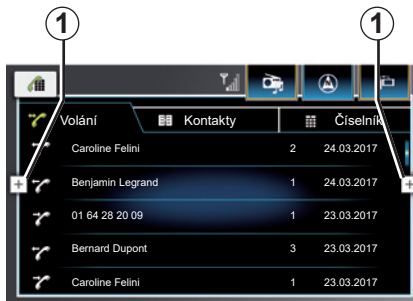 1 1
Volání Kontakty Číselník
Caroline Felini 2 24.03.2017
Benjamin Legrand 1 24.03.2017
01 64 28 20 09 1 23.03.2017
Bernard Dupont 3 23.03.2017
Caroline Felini 1 23.03.2017